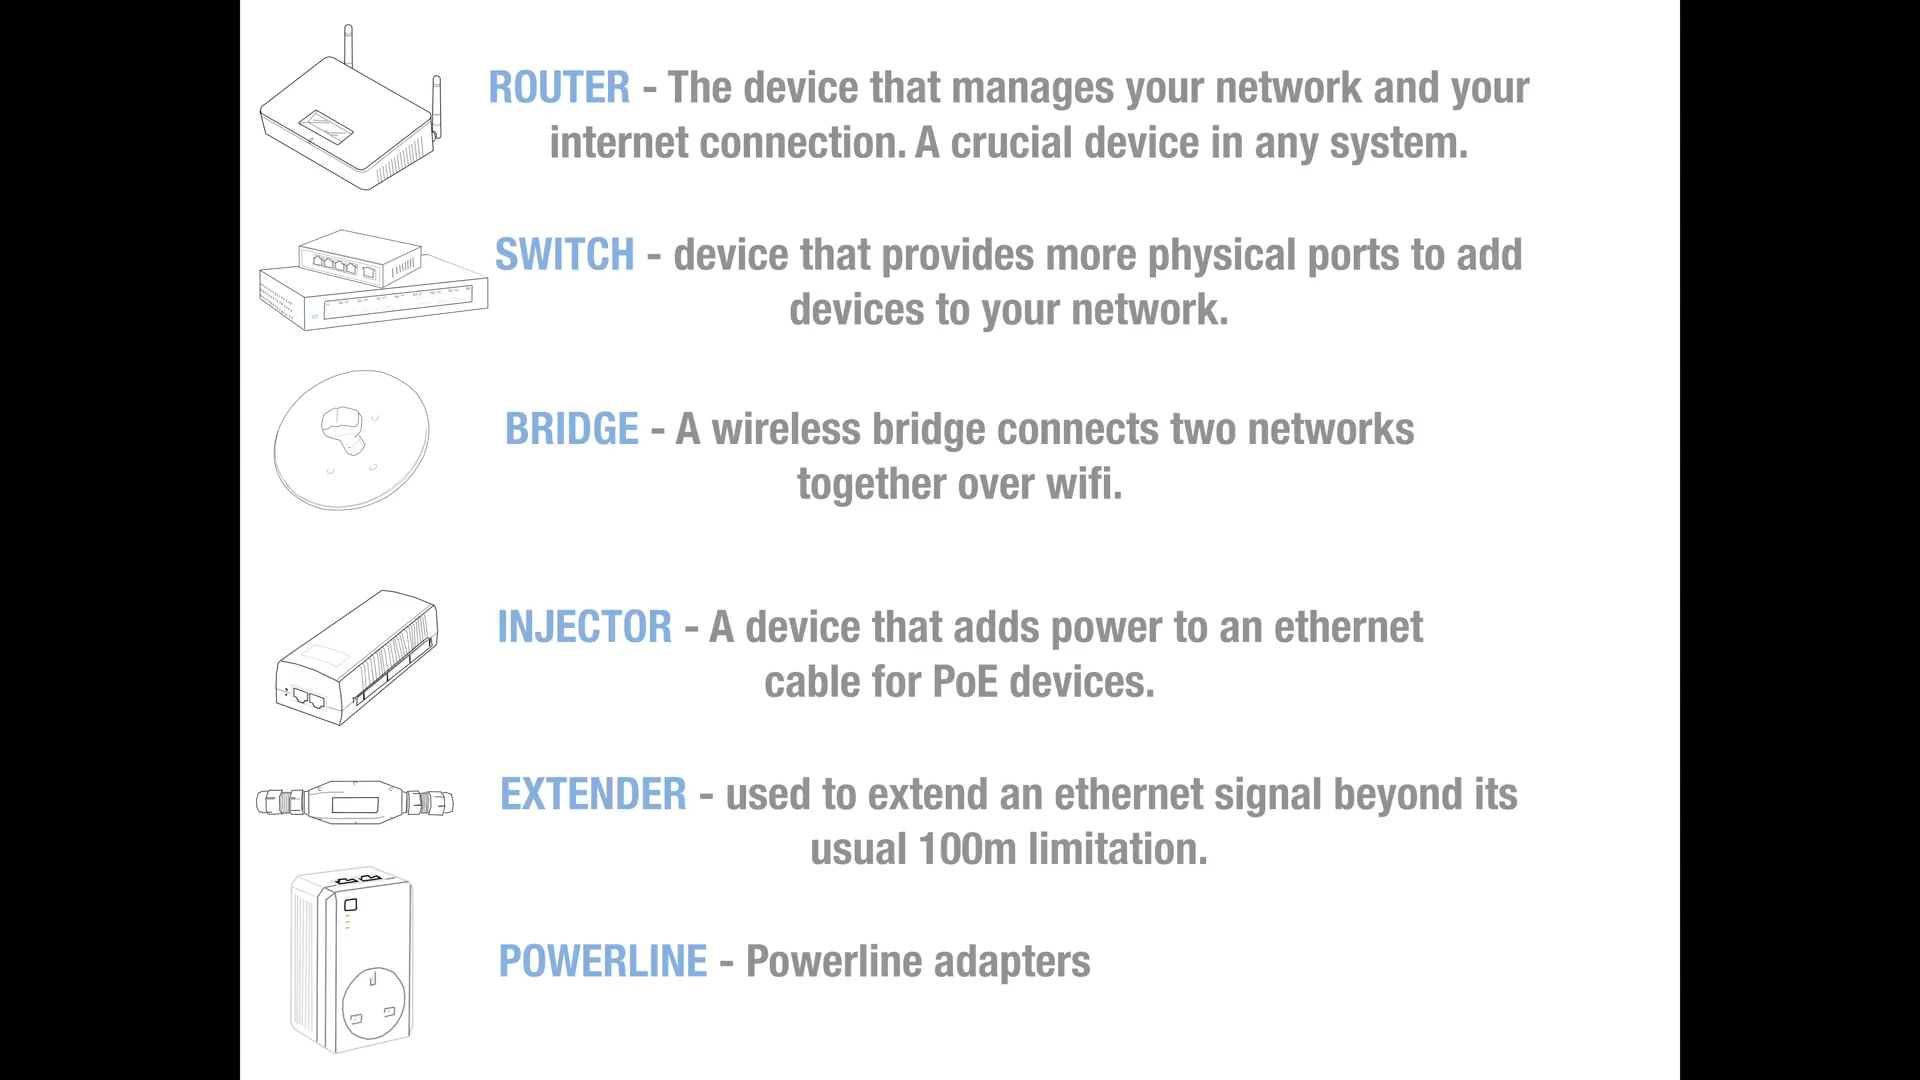 ROUTER - The device that manages your network and your
internet connection. A crucial device in any system.
SWITCH - device that provides more physical ports to add
devices to your network.
BRIDGE - A wireless bridge connects two networks
together over wifi.
INJECTOR - A device that adds power to an ethernet
cable for PoE devices.
EXTENDER - used to extend an ethernet signal beyond its
usual 100m limitation.
POWERLINE - Powerline adapters